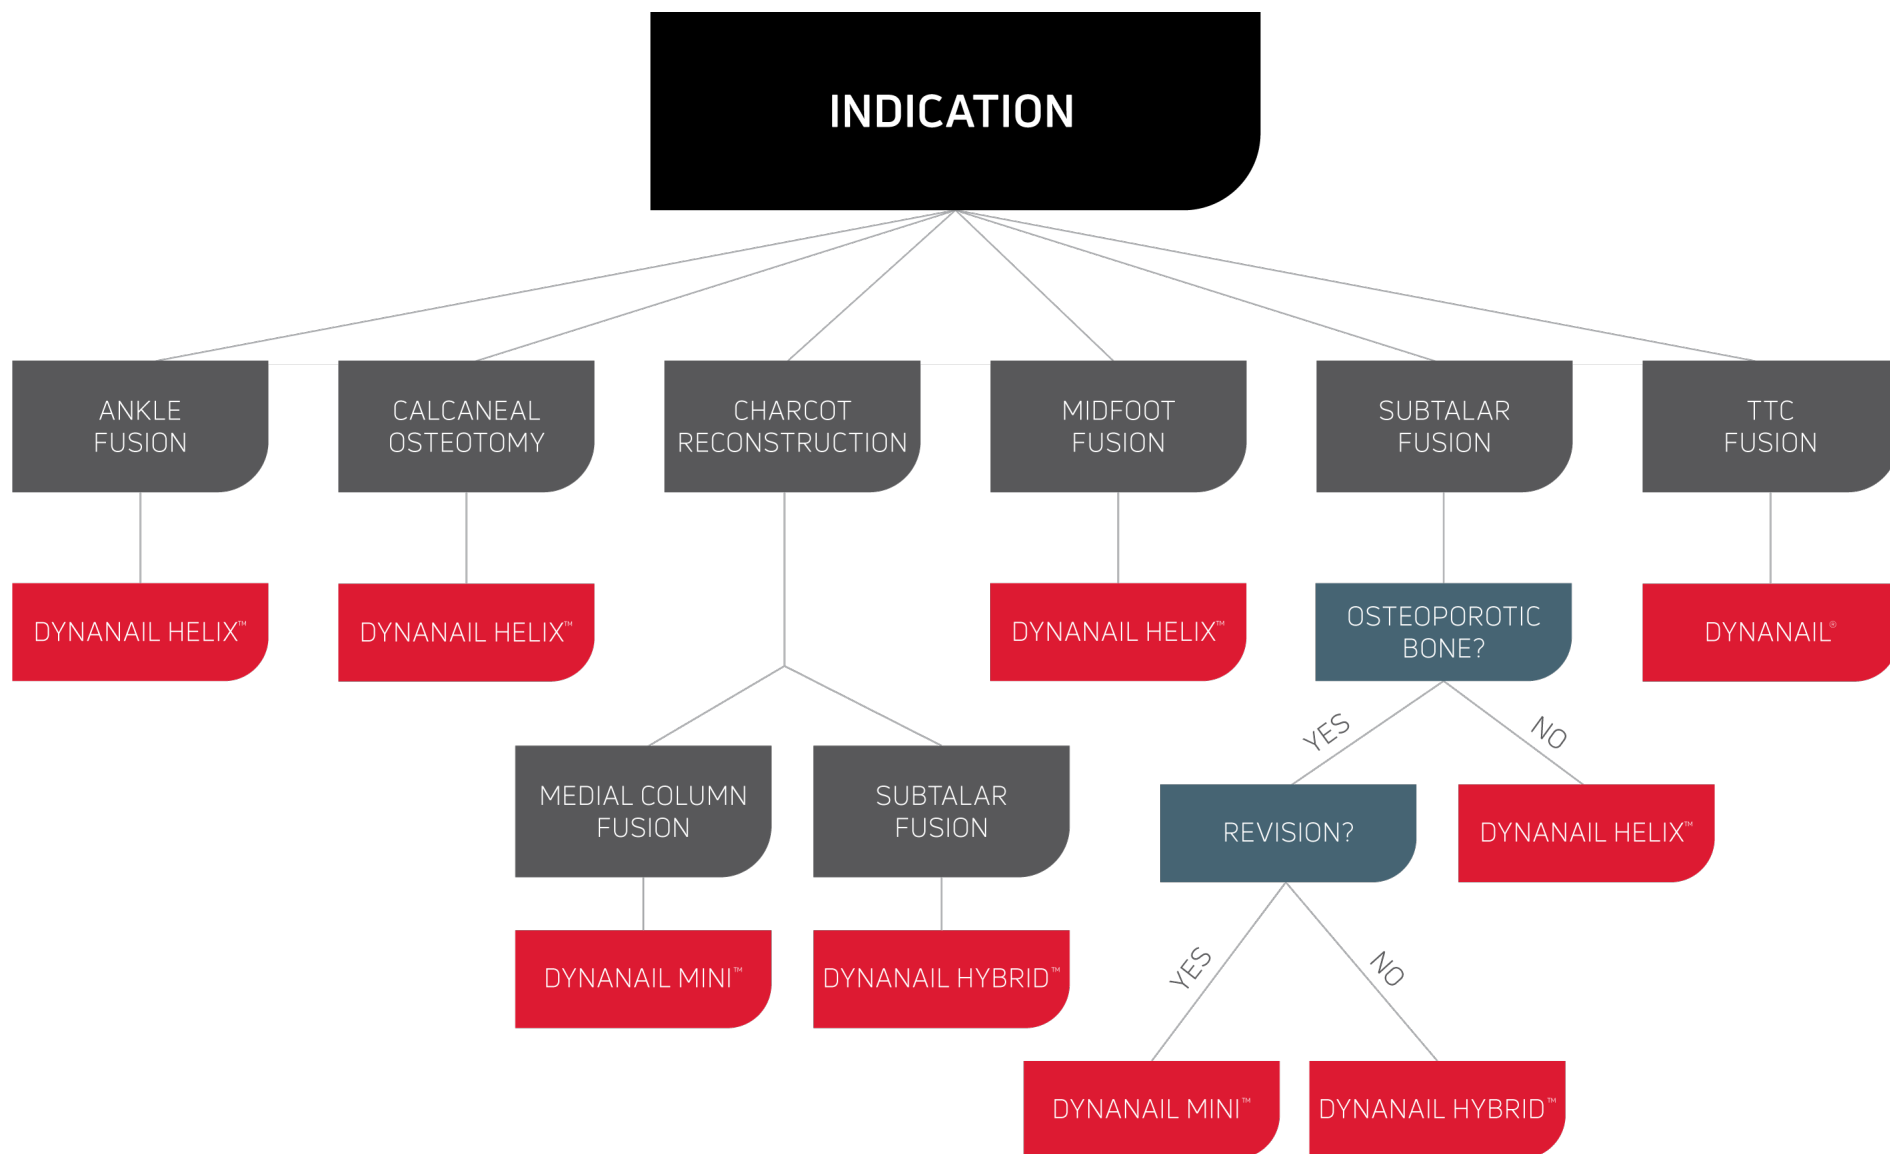 INDICATION
ANKLE
FUSION
CALCANEAL
OSTEOTOMY
CHARCOT
RECONSTRUCTION
MIDFOOT
FUSION
SUBTALAR
FUSION
TTC
FUSION
DYNANAIL HELIX™
DYNANAIL HELIX™
DYNANAIL HELIX™
OSTEOPOROTIC
BONE?
DYNANAIL®
YES
NO
MEDIAL COLUMN
FUSION
SUBTALAR
FUSION
REVISION?
DYNANAIL HELIX™
DYNANAIL MINI™
DYNANAIL HYBRID™
YES
NO
DYNANAIL MINI™
DYNANAIL HYBRID™